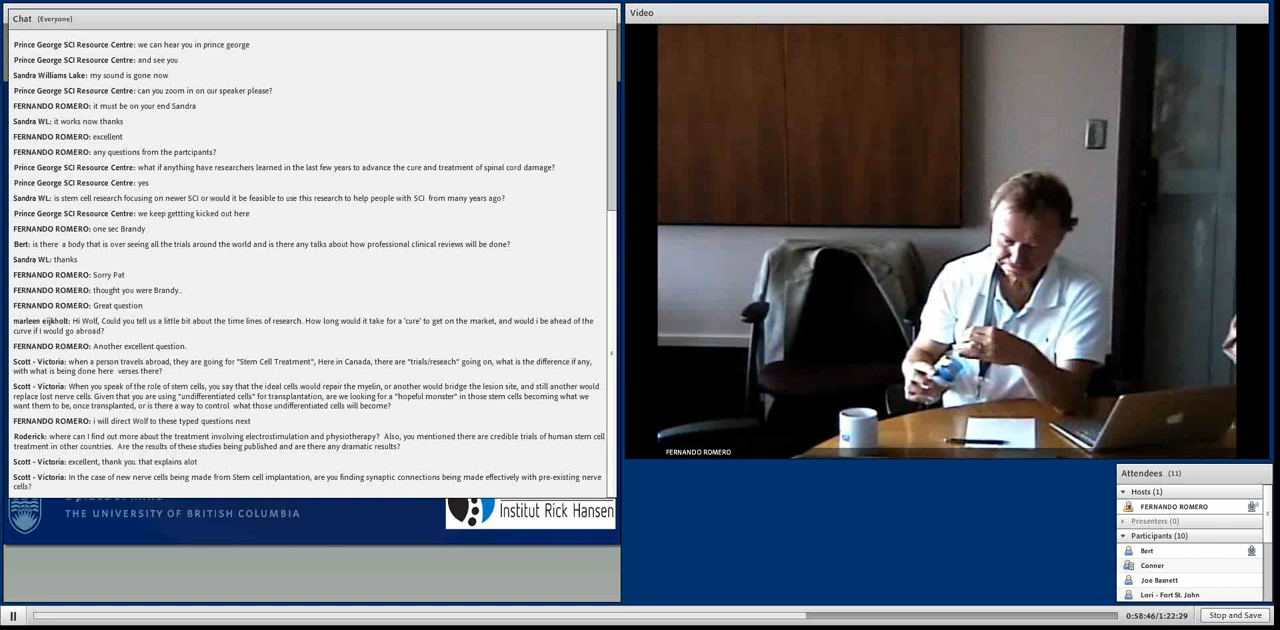 Chat (Everyone)
Prince George SCI Resource Centre: we can hear you in prince george
Prince George SCI Resource Centre: and see you
Sandra Williams Lake: my sound is gone now
Prince George SCI Resource Centre: can you zoom in on our speaker please?
FERNANDO ROMERO: it must be on your end Sandra
Sandra WL: it works now thanks
FERNANDO ROMERO: excellent
FERNANDO ROMERO: any questions from the partcipants?
Prince George SCI Resource Centre: what if anything have researchers learned in the last few years to advance the cure and treatment of spinal cord damage?
Prince George SCI Resource Centre: yes
Sandra WL: is stem cell research focusing on newer SCI or would it be feasible to use this research to help people with SCI from many years ago?
Prince George SCI Resource Centre: we keep gettting kicked out here
FERNANDO ROMERO: one sec Brandy
Bert: is there a body that is over seeing all the trials around the world and is there any talks about how professional clinical reviews will be done?
Sandra WL: thanks
FERNANDO ROMERO: Sorry Pat
FERNANDO ROMERO: thought you were Brandy..
FERNANDO ROMERO: Great question
marleen eijkholt: Hi Wolf, Could you tell us a little bit about the time lines of research. How long would it take for a 'cure' to get on the market, and would i be ahead of the
curve if I would go abroad?
FERNANDO ROMERO: Another excellent question.
Scott - Victoria: when a person travels abroad, they are going for "Stem Cell Treatment", Here in Canada, there are "trials/reseach" going on, what is the difference if any,
with what is being done here verses there?
Scott - Victoria: When you speak of the role of stem cells, you say that the ideal cells would repair the myelin, or another would bridge the lesion site, and still another would
replace lost nerve cells. Given that you are using "undifferentiated cells" for transplantation, are we looking for a "hopeful monster" in those stem cells becoming what we
want them to be, once transplanted, or is there a way to control what those undifferentiated cells will become?
FERNANDO ROMERO: i will direct Wolf to these typed questions next
Roderick: where can I find out more about the treatment involving electrostimulation and physiotherapy? Also, you mentioned there are credible trials of human stem cell
treatment in other countries. Are the results of these studies being published and are there any dramatic results?
Scott - Victoria: excellent, thank you that explains alot
Scott - Victoria: In the case of new nerve cells being made from Stem cell implantation, are you finding synaptic connections being made effectively with pre-existing nerve
cells?
THE UNIVERSITY OF BRITISH COLUMBIA
Institut Rick Hansen
Video
FERNANDO ROMERO
Attendees (11)
Hosts (1)
FERNANDO ROMERO
Presenters (0)
Participants (10)
Bert
Conner
Joe Basnett
Lori - Fort St. John
0:58:46/1:22:29
Stop and Save